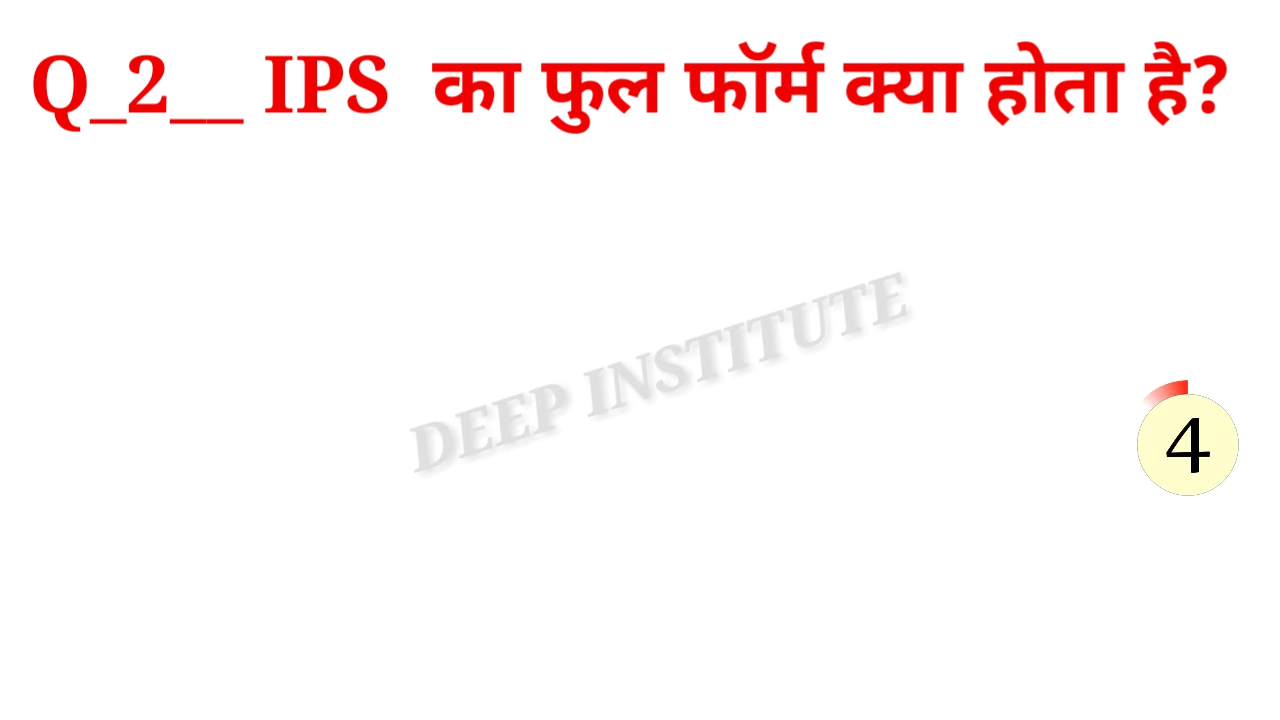 Q_2__ IPS का फुल फॉर्म क्या होता है?
DEEP INSTITUTE
4